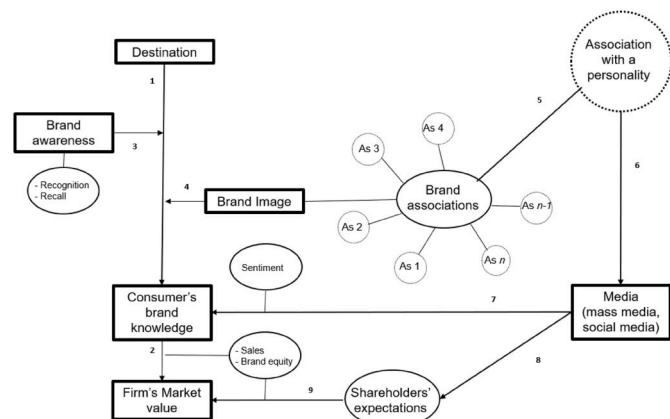 Destination
Association
with a
personality
1
5
Brand
awareness
3
As 4
As 3
6
- Recognition
- Recall
4
Brand Image
Brand
associations
As n-1
As 2
As 1
As n
Sentiment
Consumer's
brand
knowledge
7
Media
(mass media,
social media)
2
- Sales
- Brand equity
8
Firm's Market
value
9
Shareholders'
expectations